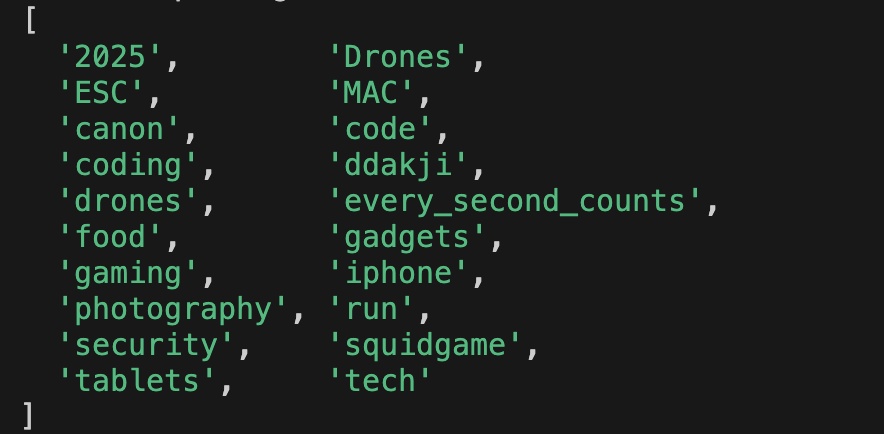 [
'2025', 'Drones',
'ESC', 'MAC',
'canon', 'code',
'coding', 'ddakji',
'drones', 'every_second_counts',
'food', 'gadgets',
'gaming', 'iphone',
'photography', 'run',
'security', 'squidgame',
'tablets', 'tech'
]